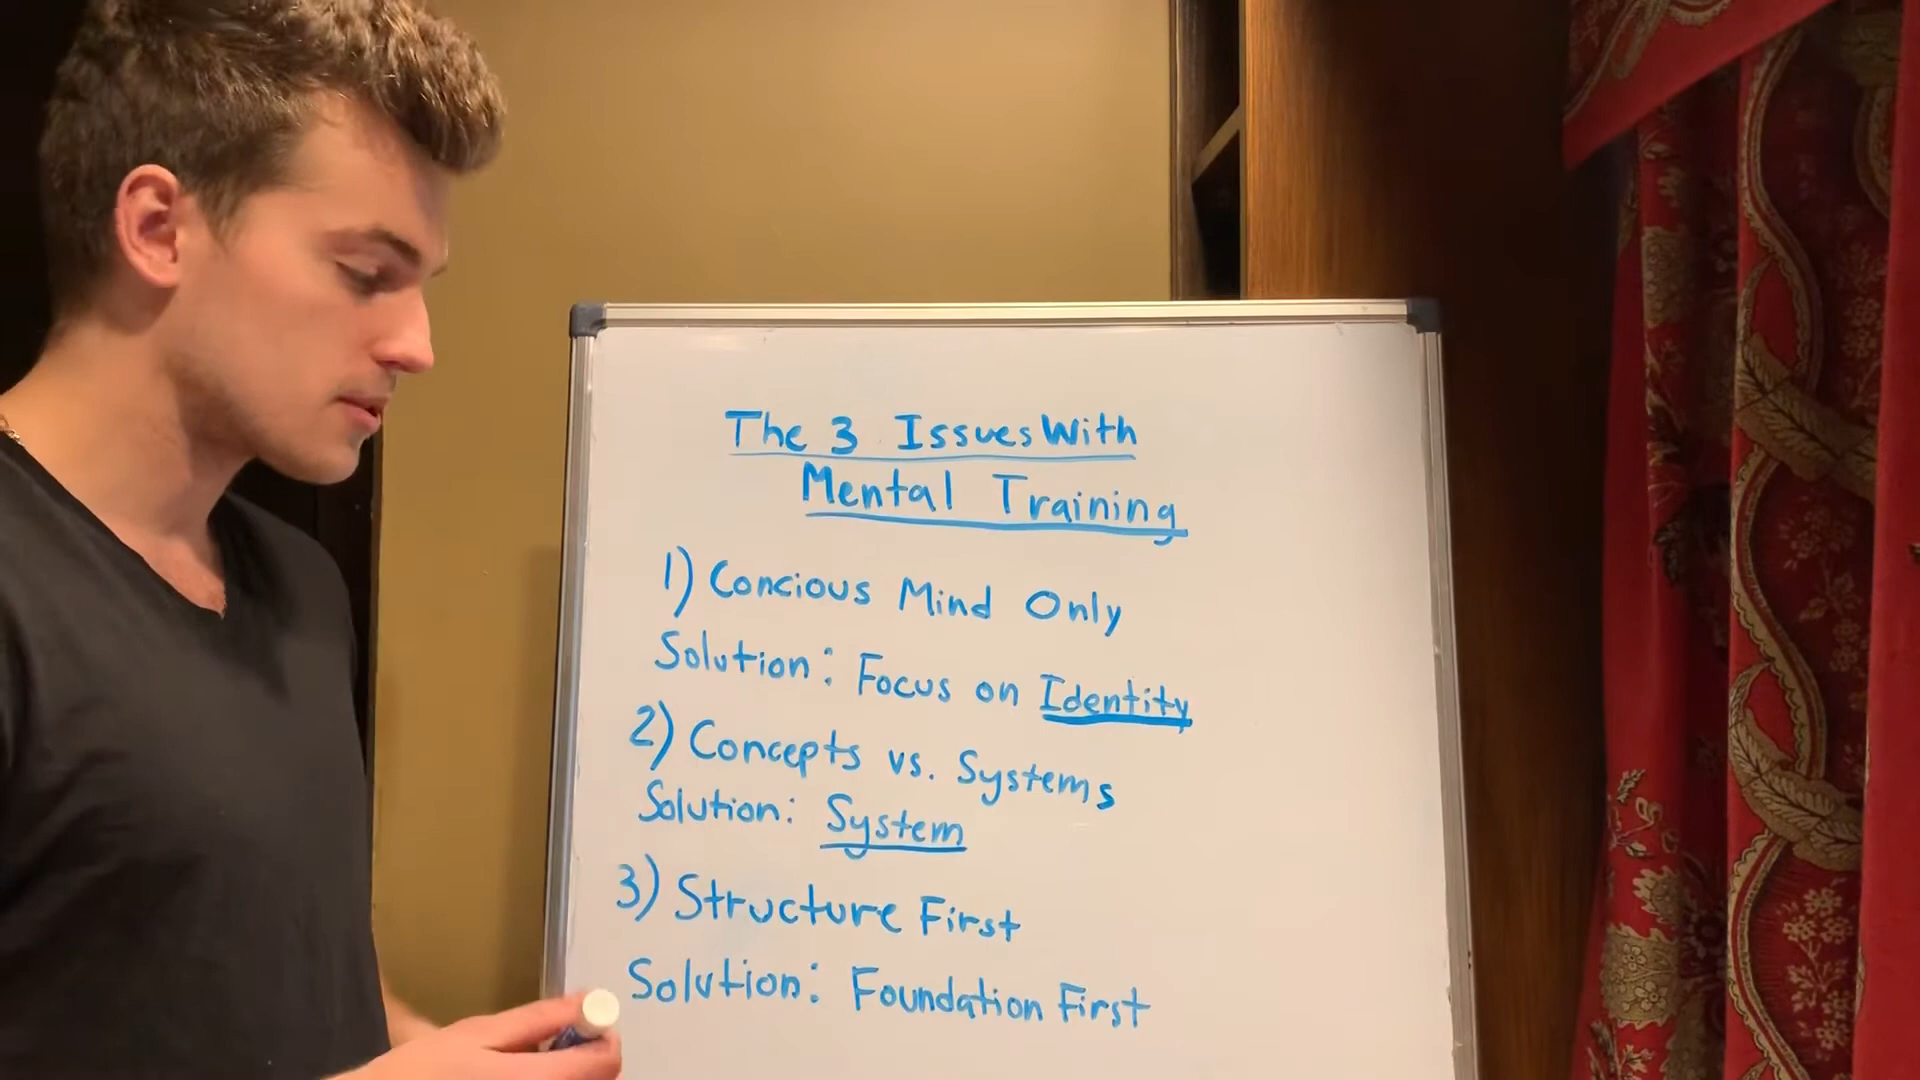 The 3 Issues With
Mental Training
1) Concious Mind Only
Solution: Focus on Identity
2) Concepts vs. Systems
Solution: System
3) Structure First
Solution: Foundation First